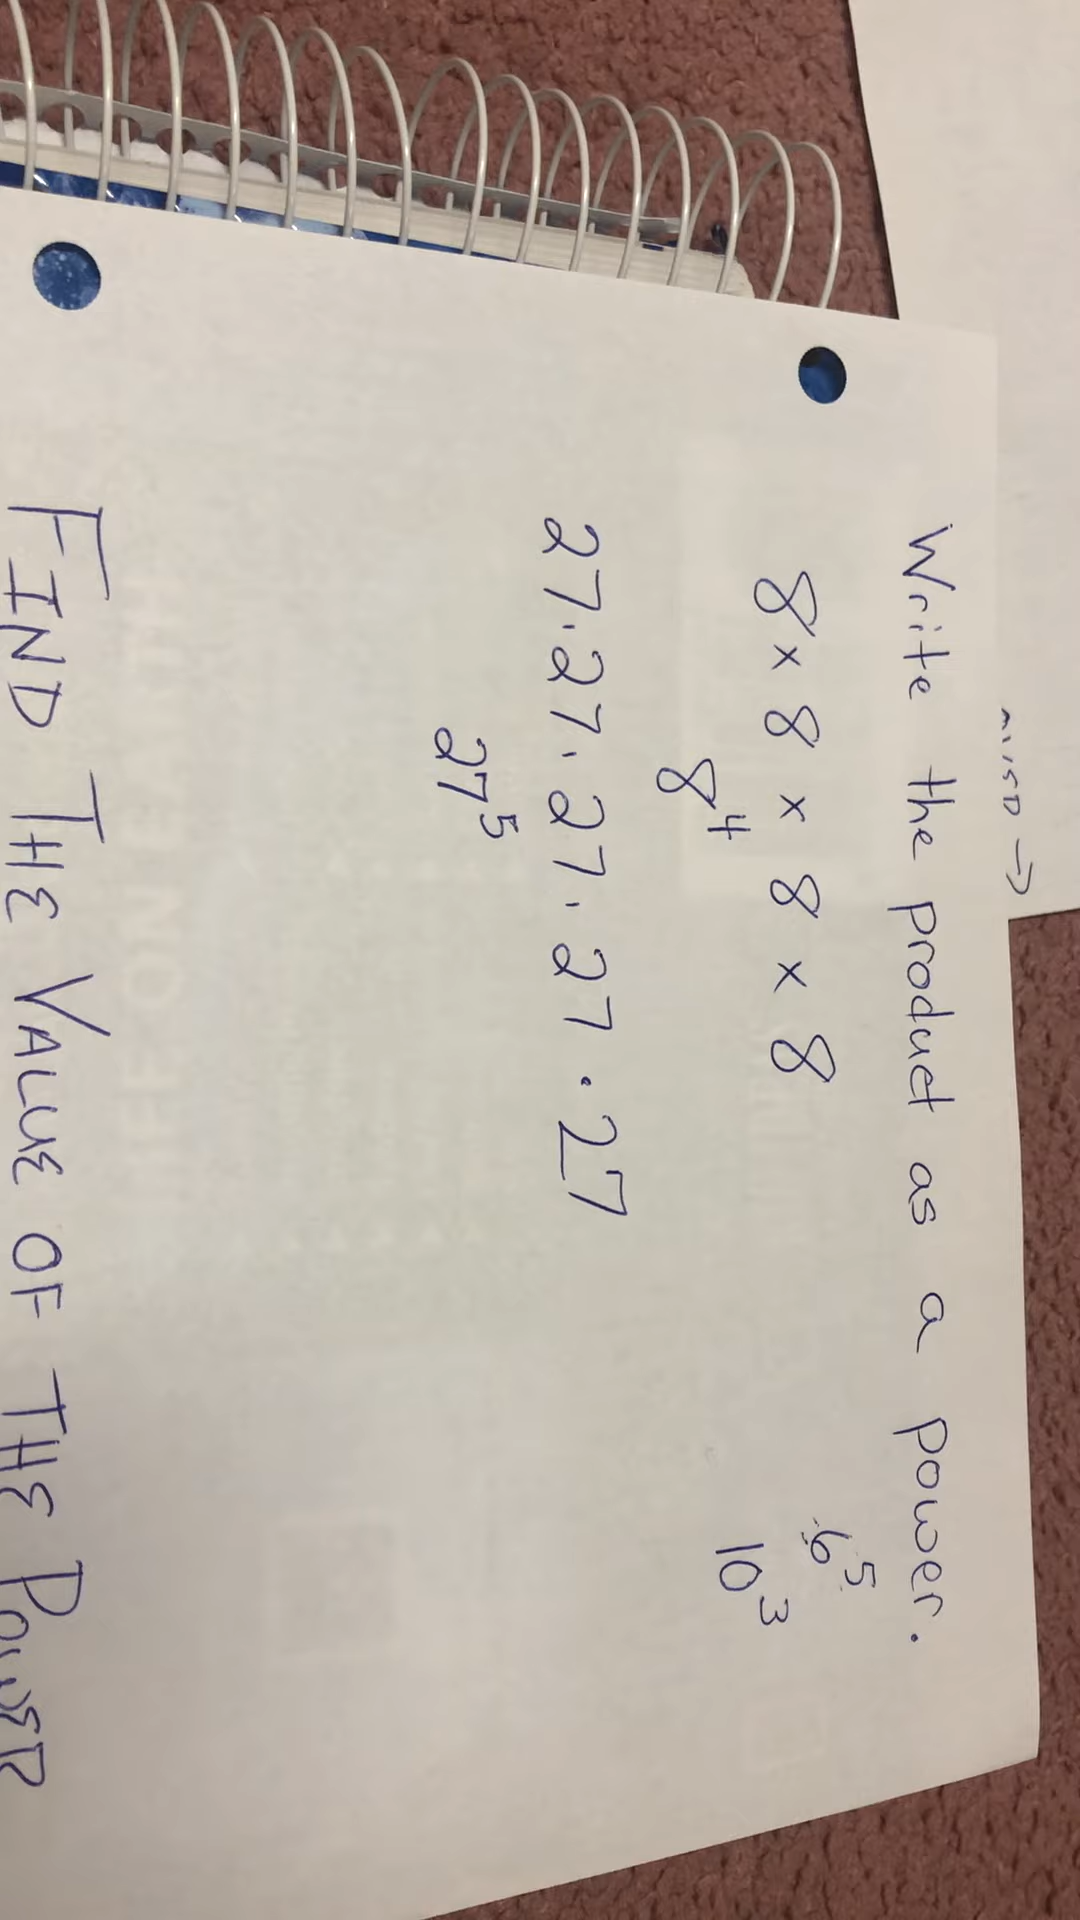 Write the product as a power.
8 x 8 x 8 x 8
6⁵
8⁴
10³
27 · 27 · 27 · 27 · 27
27⁵
FIND THE VALUE OF THE POWER